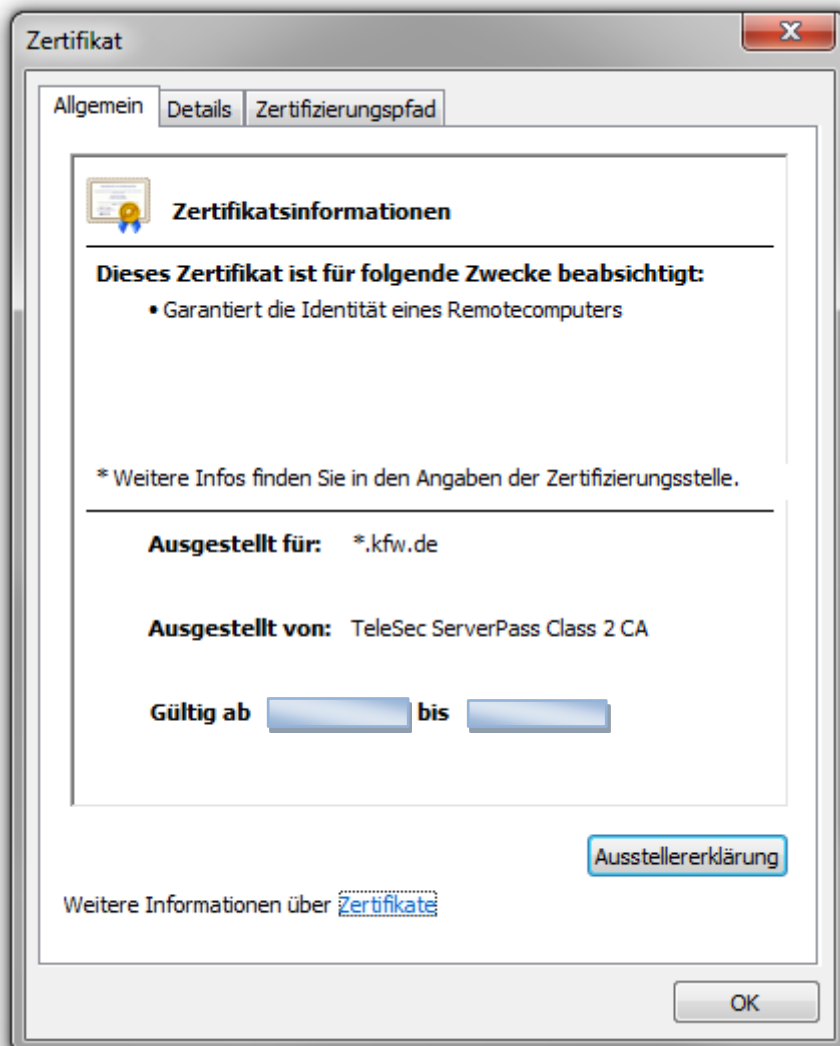 Zertifikat
Allgemein Details Zertifizierungspfad
Zertifikatsinformationen
Dieses Zertifikat ist für folgende Zwecke beabsichtigt:
• Garantiert die Identität eines Remotecomputers
* Weitere Infos finden Sie in den Angaben der Zertifizierungsstelle.
Ausgestellt für: *.kfw.de
Ausgestellt von: TeleSec ServerPass Class 2 CA
Gültig ab bis
Ausstellererklärung
Weitere Informationen über Zertifikate
OK